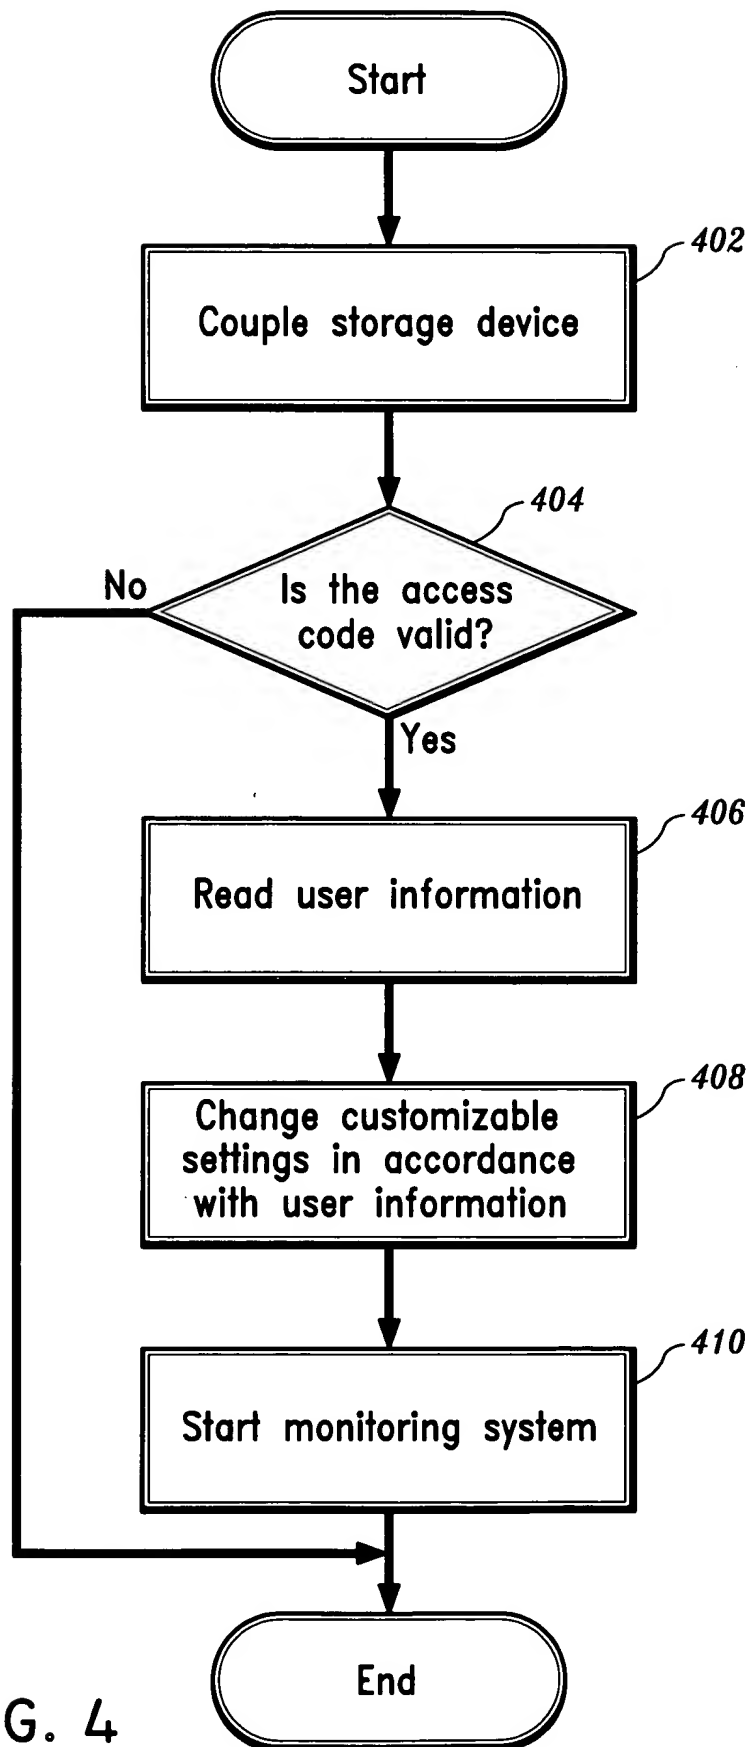 Start
402
Couple storage device
404
No
Is the access
code valid?
Yes
406
Read user information
408
Change customizable
settings in accordance
with user information
410
Start monitoring system
End
G. 4